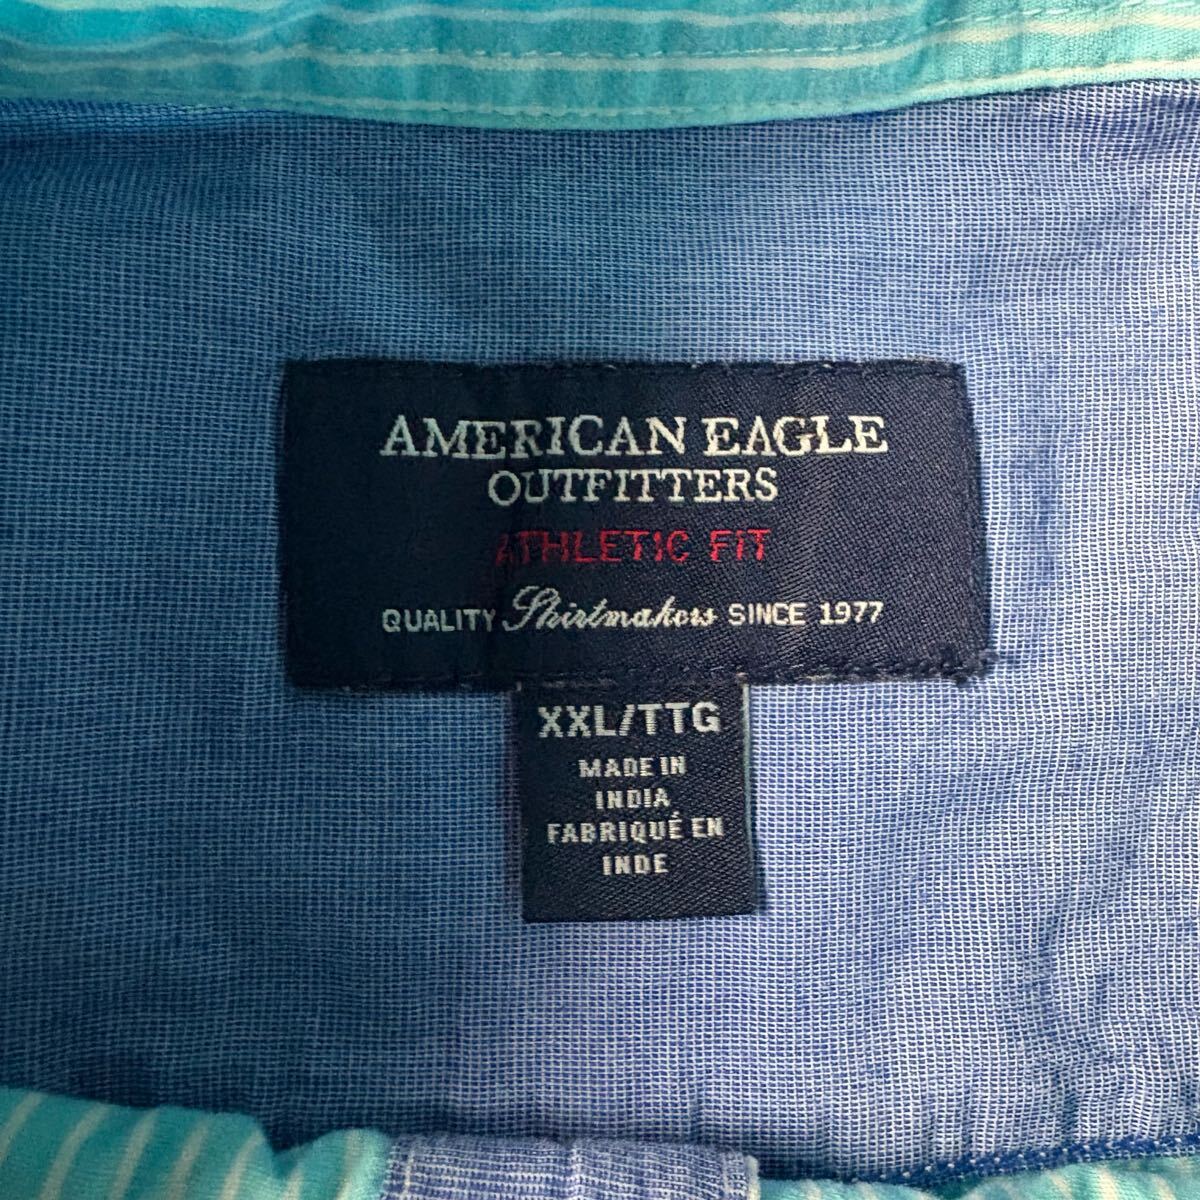 AMERICAN EAGLE
OUTFITTERS
ATHLETIC FIT
QUALITY Shirtmakers SINCE 1977
XXL/TTG
MADE IN
INDIA
FABRIQUÉ EN
INDE